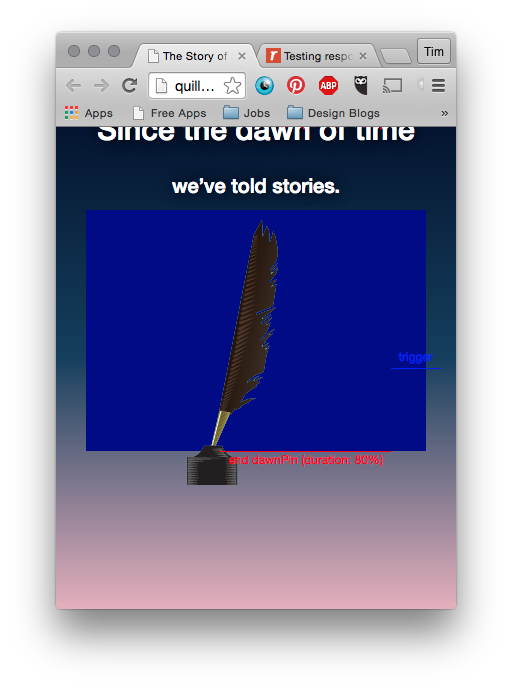 The Story of
Testing respo
Tim
quill...
ABP
Apps
Free Apps
Jobs
Design Blogs
»
Since the dawn of time
we've told stories.
trigger
end dawnPin (duration: 80%)